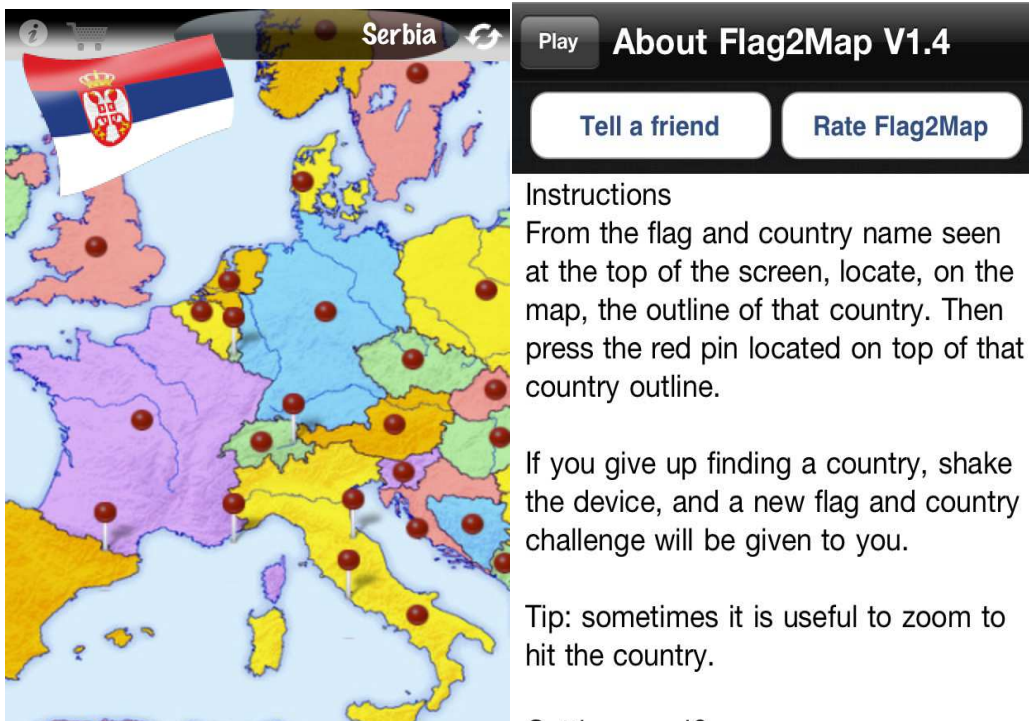 Serbia
Play
About Flag2Map V1.4
Tell a friend
Rate Flag2Map
Instructions
From the flag and country name seen
at the top of the screen, locate, on the
map, the outline of that country. Then
press the red pin located on top of that
country outline.
If you give up finding a country, shake
the device, and a new flag and country
challenge will be given to you.
Tip: sometimes it is useful to zoom to
hit the country.